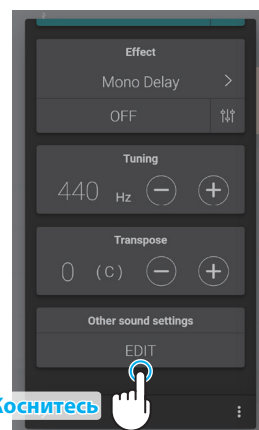 Effect
Mono Delay >
OFF
Tuning
440 Hz − +
Transpose
0 (C) − +
Other sound settings
EDIT
Коснитесь